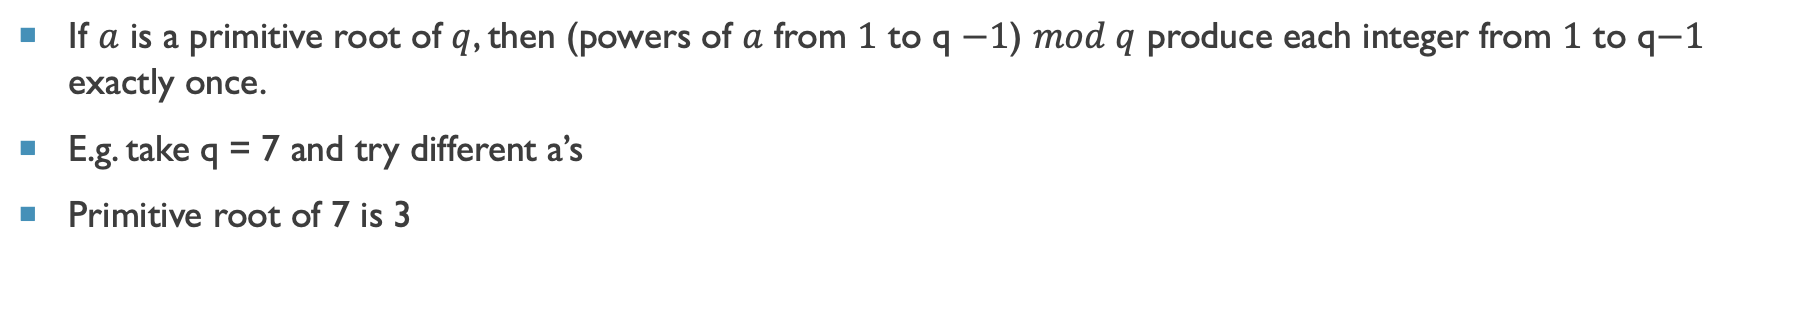 ▪ If a is a primitive root of q, then (powers of a from 1 to q −1) mod q produce each integer from 1 to q−1
exactly once.
▪ E.g. take q = 7 and try different a’s
▪ Primitive root of 7 is 3